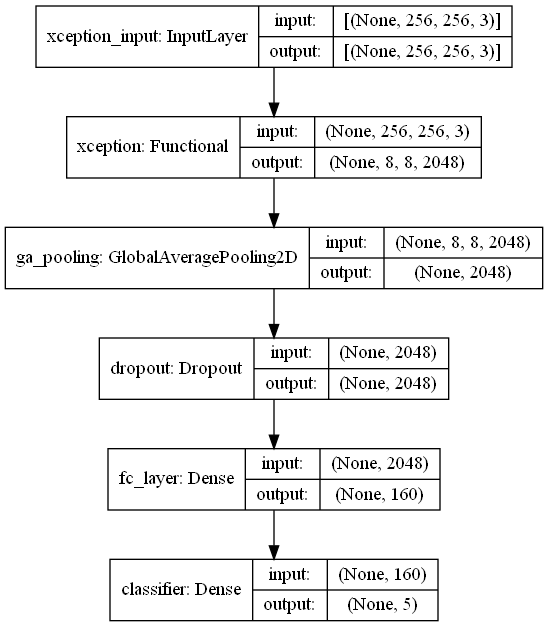 xception_input: InputLayer
input: [(None, 256, 256, 3)]
output: [(None, 256, 256, 3)]
xception: Functional
input: (None, 256, 256, 3)
output: (None, 8, 8, 2048)
ga_pooling: GlobalAveragePooling2D
input: (None, 8, 8, 2048)
output: (None, 2048)
dropout: Dropout
input: (None, 2048)
output: (None, 2048)
fc_layer: Dense
input: (None, 2048)
output: (None, 160)
classifier: Dense
input: (None, 160)
output: (None, 5)